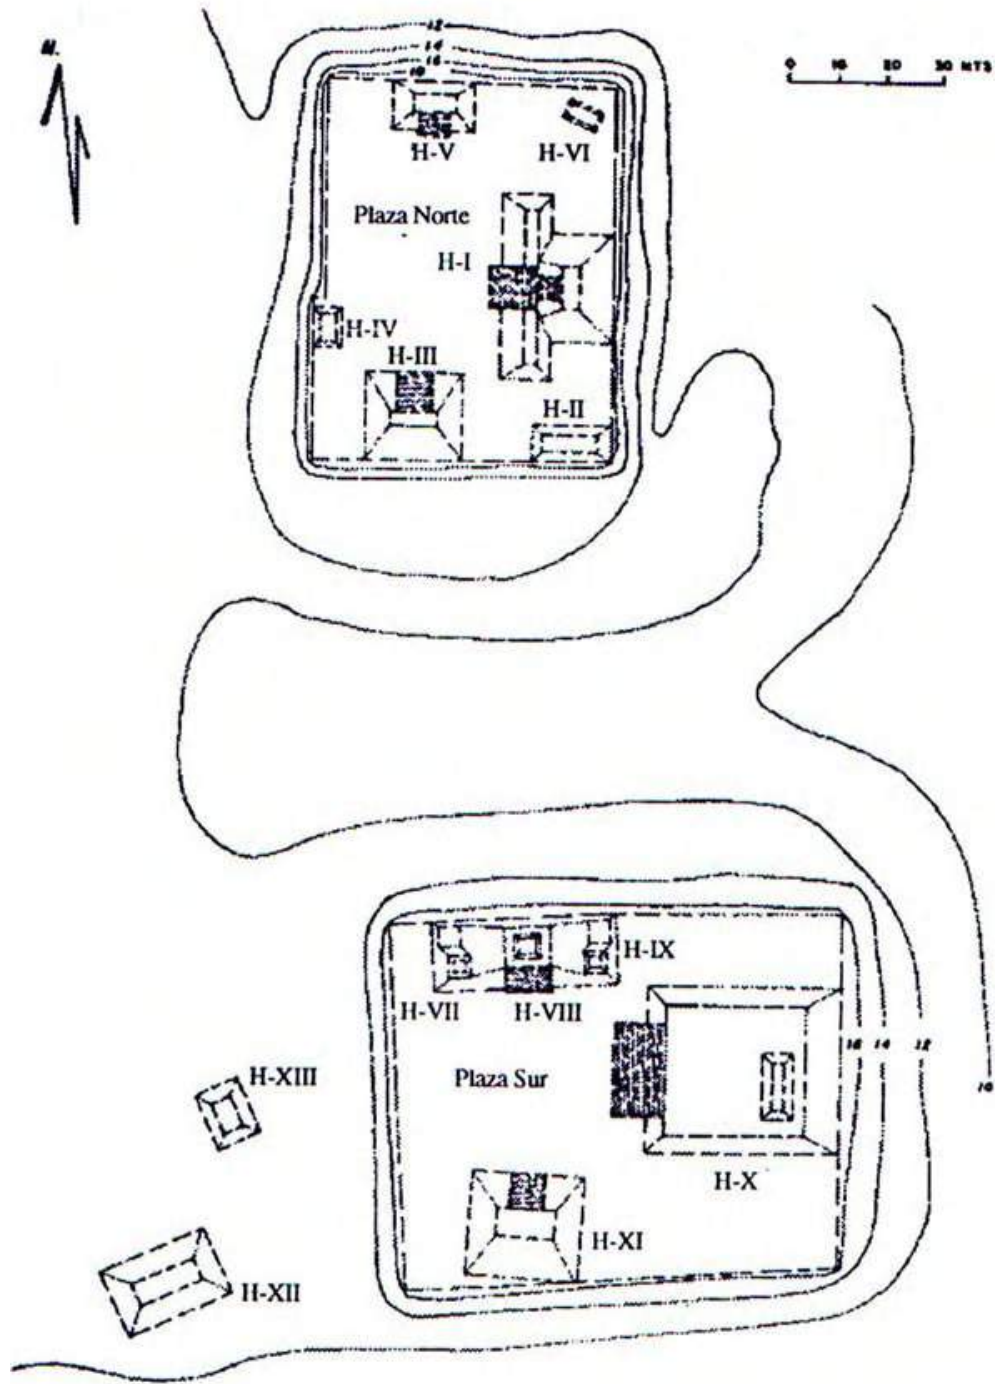 N.
12
14
16
0 10 20 30 MTS
H-V
H-VI
Plaza Norte
H-I
H-IV
H-III
H-II
H-IX
H-VII
H-VIII
16
14
12
Plaza Sur
H-XIII
10
H-X
H-XI
H-XII